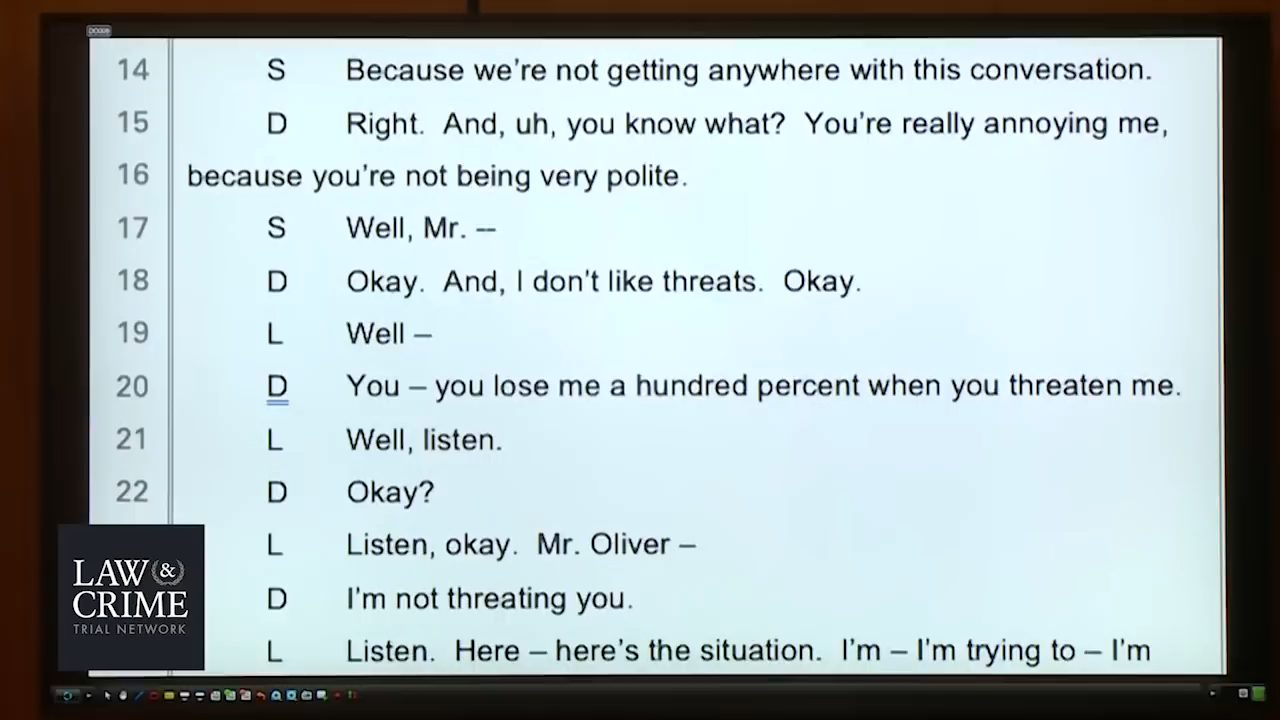 14 S Because we're not getting anywhere with this conversation.
15 D Right. And, uh, you know what? You're really annoying me,
16 because you're not being very polite.
17 S Well, Mr. –
18 D Okay. And, I don't like threats. Okay.
19 L Well –
20 D You – you lose me a hundred percent when you threaten me.
21 L Well, listen.
22 D Okay?
L Listen, okay. Mr. Oliver –
D I'm not threating you.
L Listen. Here – here's the situation. I'm – I'm trying to – I'm
LAW &
CRIME
TRIAL NETWORK